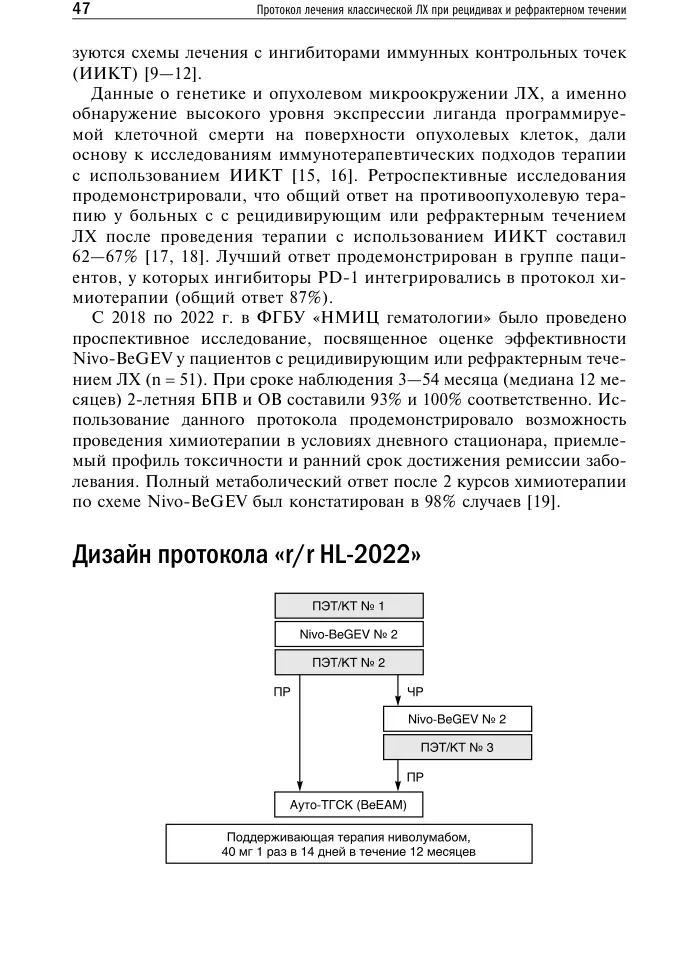 47
Протокол лечения классической ЛХ при рецидивах и рефрактерном течении
зуются схемы лечения с ингибиторами иммунных контрольных точек
(ИИКТ) [9—12].
Данные о генетике и опухолевом микроокружении ЛХ, а именно
обнаружение высокого уровня экспрессии лиганда программируе-
мой клеточной смерти на поверхности опухолевых клеток, дали
основу к исследованиям иммунотерапевтических подходов терапии
с использованием ИИКТ [15, 16]. Ретроспективные исследования
продемонстрировали, что общий ответ на противоопухолевую тера-
пию у больных с с рецидивирующим или рефрактерным течением
ЛХ после проведения терапии с использованием ИИКТ составил
62—67% [17, 18]. Лучший ответ продемонстрирован в группе паци-
ентов, у которых ингибиторы PD-1 интегрировались в протокол хи-
миотерапии (общий ответ 87%).
С 2018 по 2022 г. в ФГБУ «НМИЦ гематологии» было проведено
проспективное исследование, посвященное оценке эффективности
Nivo-BeGEV у пациентов с рецидивирующим или рефрактерным тече-
нием ЛХ (n = 51). При сроке наблюдения 3—54 месяца (медиана 12 ме-
сяцев) 2-летняя БПВ и ОВ составили 93% и 100% соответственно. Ис-
пользование данного протокола продемонстрировало возможность
проведения химиотерапии в условиях дневного стационара, приемле-
мый профиль токсичности и ранний срок достижения ремиссии забо-
левания. Полный метаболический ответ после 2 курсов химиотерапии
по схеме Nivo-BeGEV был констатирован в 98% случаев [19].
Дизайн протокола «r/r HL-2022»
ПЭТ/КТ № 1
Nivo-BeGEV № 2
ПЭТ/КТ № 2
ПР
ЧР
Nivo-BeGEV № 2
ПЭТ/КТ № 3
ПР
Ауто-ТГСК (BeEAM)
Поддерживающая терапия ниволумабом,
40 мг 1 раз в 14 дней в течение 12 месяцев